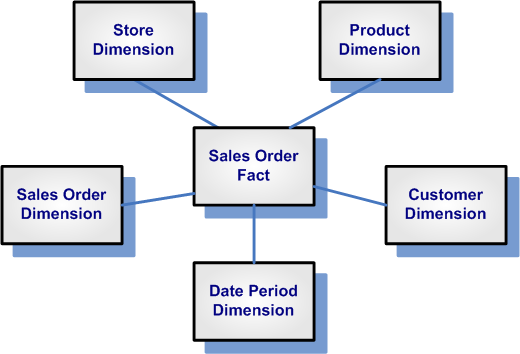 Store
Dimension
Product
Dimension
Sales Order
Fact
Sales Order
Dimension
Customer
Dimension
Date Period
Dimension